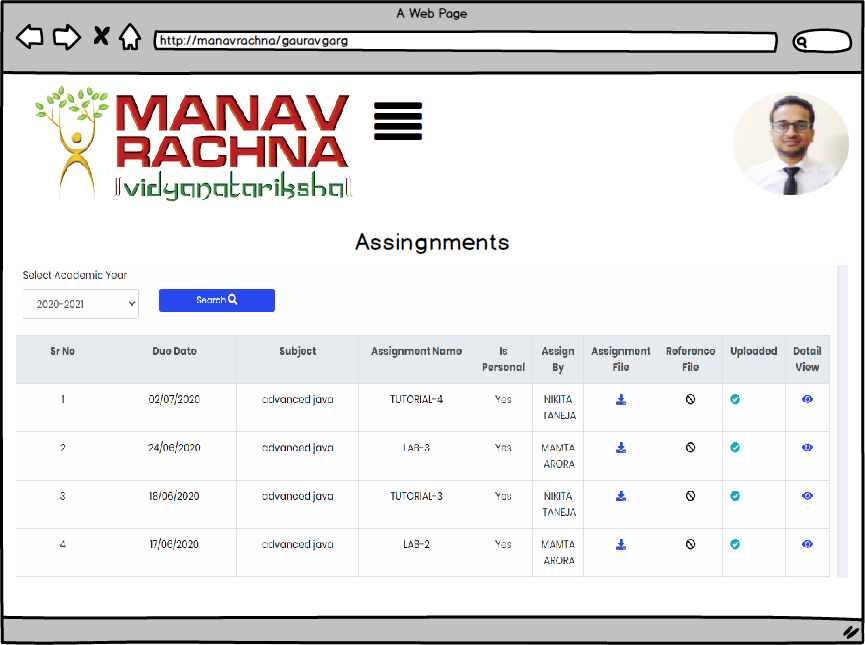 A Web Page
http://manavrachna/gauravgarg
MANAV
RACHNA
vidyanatariksha
Assingnments
Select Academic Year
2020-2021
Search
Sr No Due Date Subject Assignment Name Is Personal Assign By Assignment File Reference File Uploaded Detail View
1 02/07/2020 advanced java TUTORIAL-4 Yes NIKITA TANEJA
2 24/06/2020 advanced java LAB-3 Yes MAMTA ARORA
3 18/06/2020 advanced java TUTORIAL-3 Yes NIKITA TANEJA
4 17/06/2020 advanced java LAB-2 Yes MAMTA ARORA